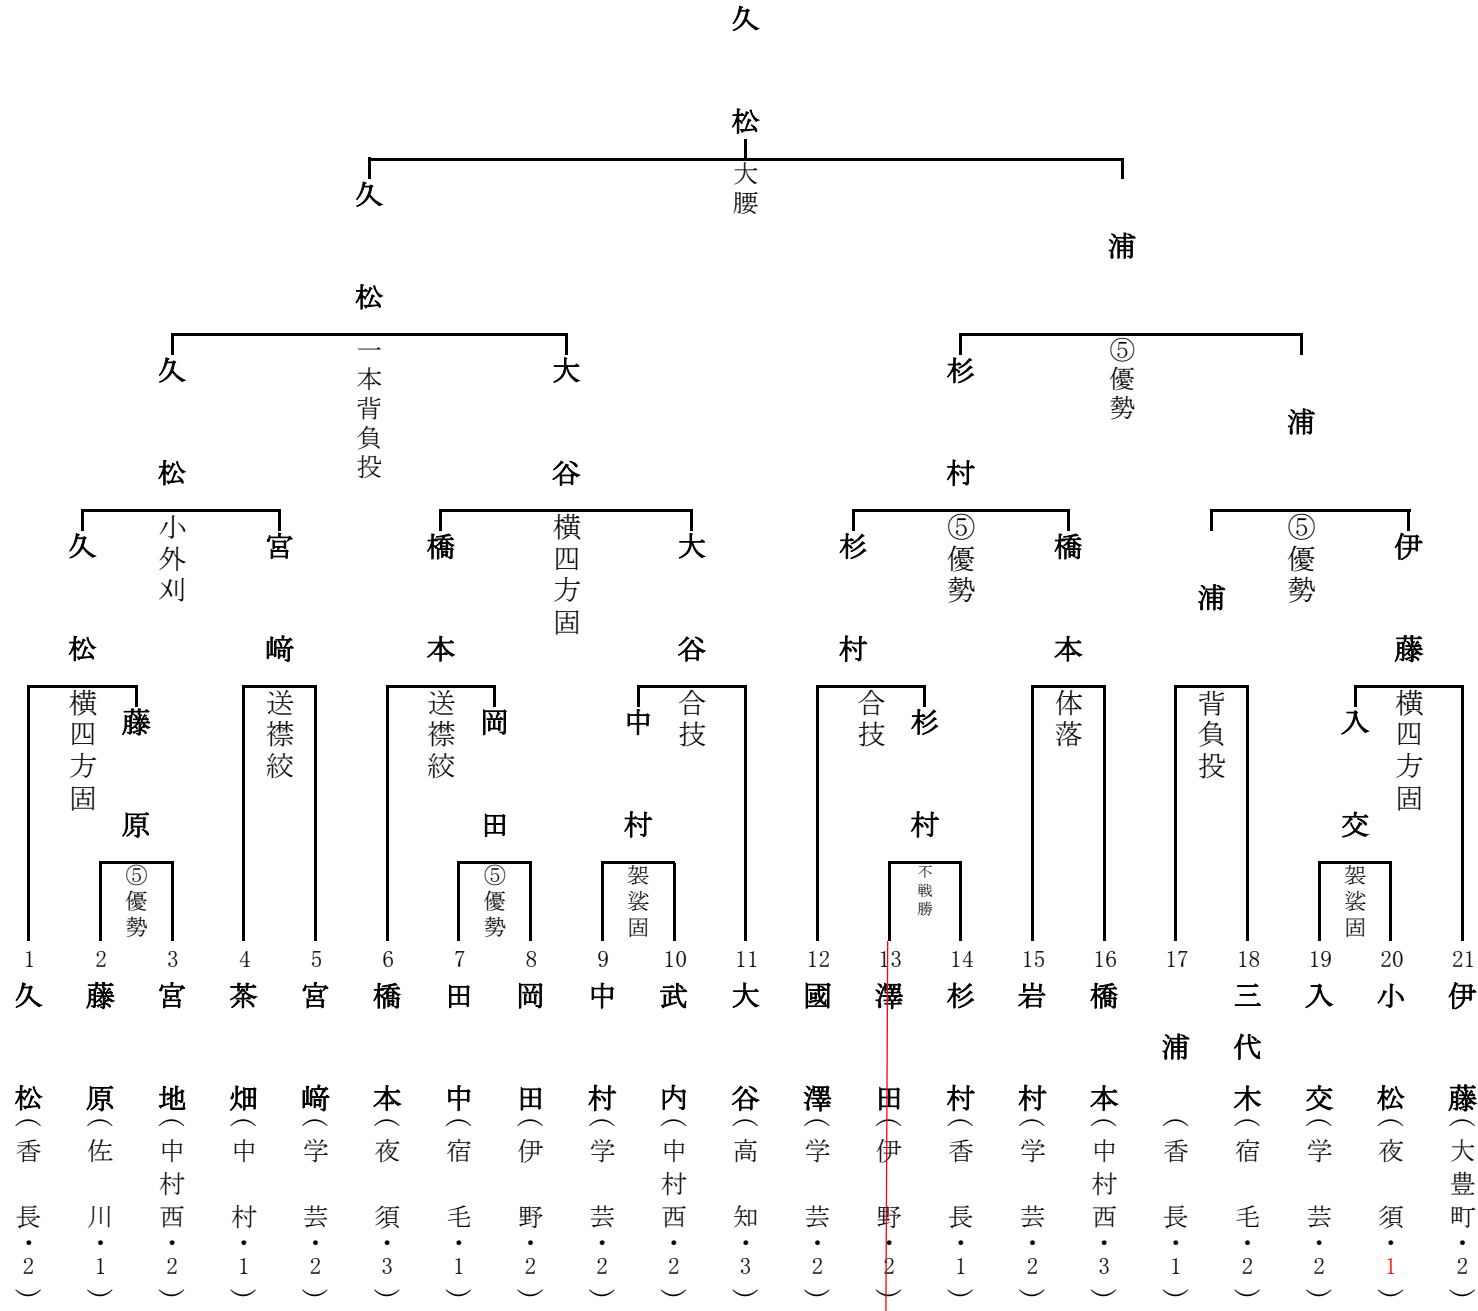 久松
大腰
久松
浦
一本背負投
⑤優勢
久松
大谷
杉村
浦
小外刈
横四方固
⑤優勢
⑤優勢
久松
宮﨑
橋本
大谷
杉村
橋本
浦
伊藤
横四方固
送襟絞
送襟絞
合技
合技
体落
背負投
横四方固
藤原
岡田
中村
杉村
入交
⑤優勢
⑤優勢
袈裟固
不戦勝
袈裟固
1 久松（香長・2）
2 藤原（佐川・1）
3 宮地（中村西・2）
4 茶畑（中村・1）
5 宮﨑（学芸・2）
6 橋本（夜須・3）
7 田中（宿毛・1）
8 岡田（伊野・2）
9 中村（学芸・2）
10 武内（中村西・2）
11 大谷（高知・3）
12 國澤（学芸・2）
13 澤田（伊野・2）
14 杉村（香長・1）
15 岩村（学芸・2）
16 橋本（中村西・3）
17 浦（香長・1）
18 三代木（宿毛・2）
19 入交（学芸・2）
20 小松（夜須・1）
21 伊藤（大豊町・2）